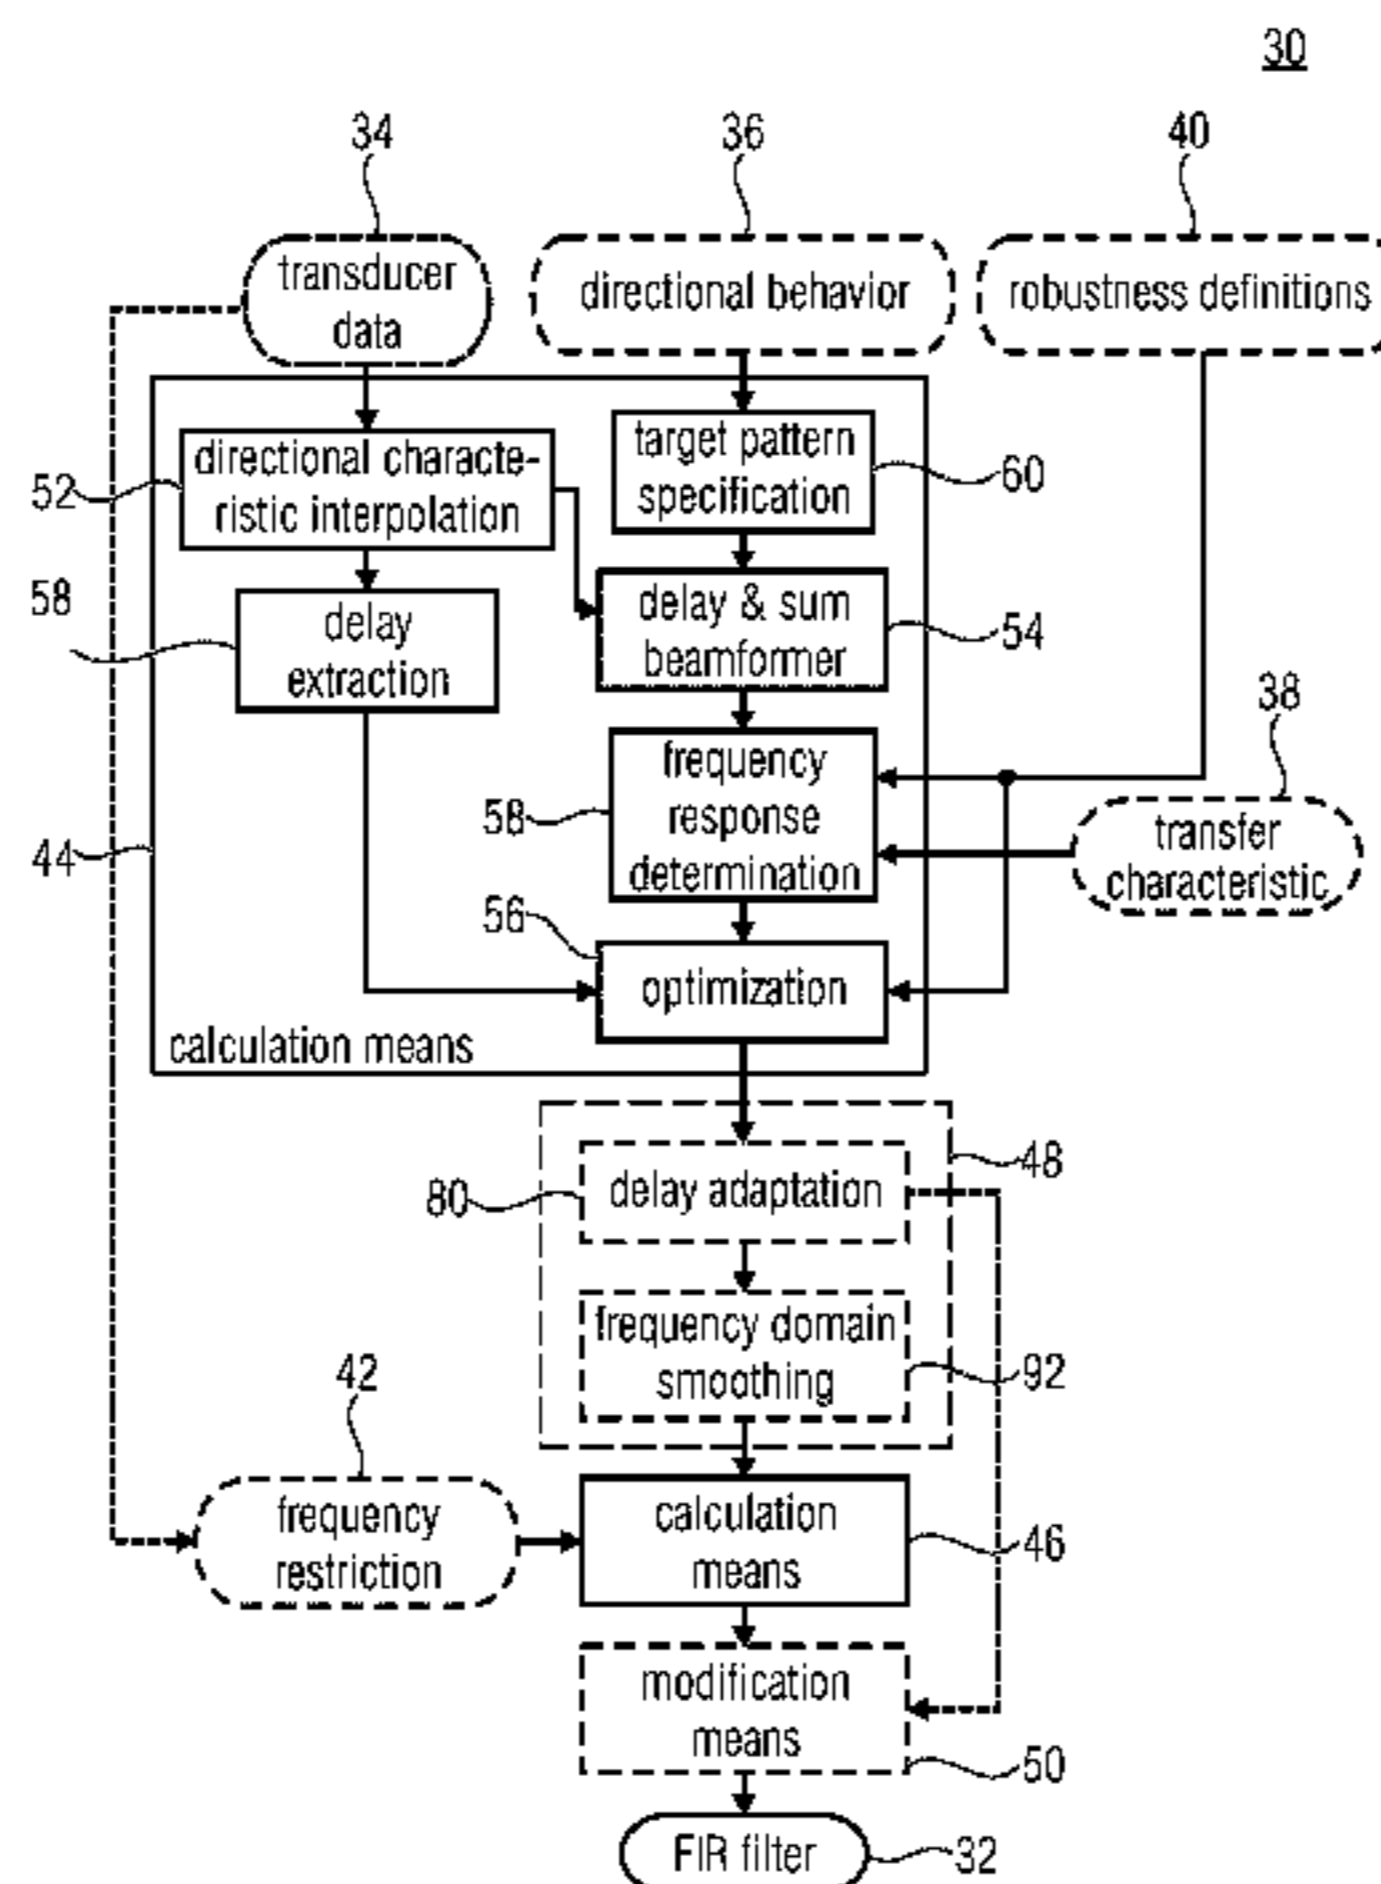 30
34
36
40
transducer
data
directional behavior
robustness definitions
directional characte-
ristic interpolation
52
target pattern
specification
60
58
delay
extraction
delay & sum
beamformer
54
38
frequency
response
determination
58
transfer
characteristic
44
56
optimization
calculation means
48
delay adaptation
80
frequency domain
smoothing
92
42
frequency
restriction
calculation
means
46
modification
means
50
FIR filter
32